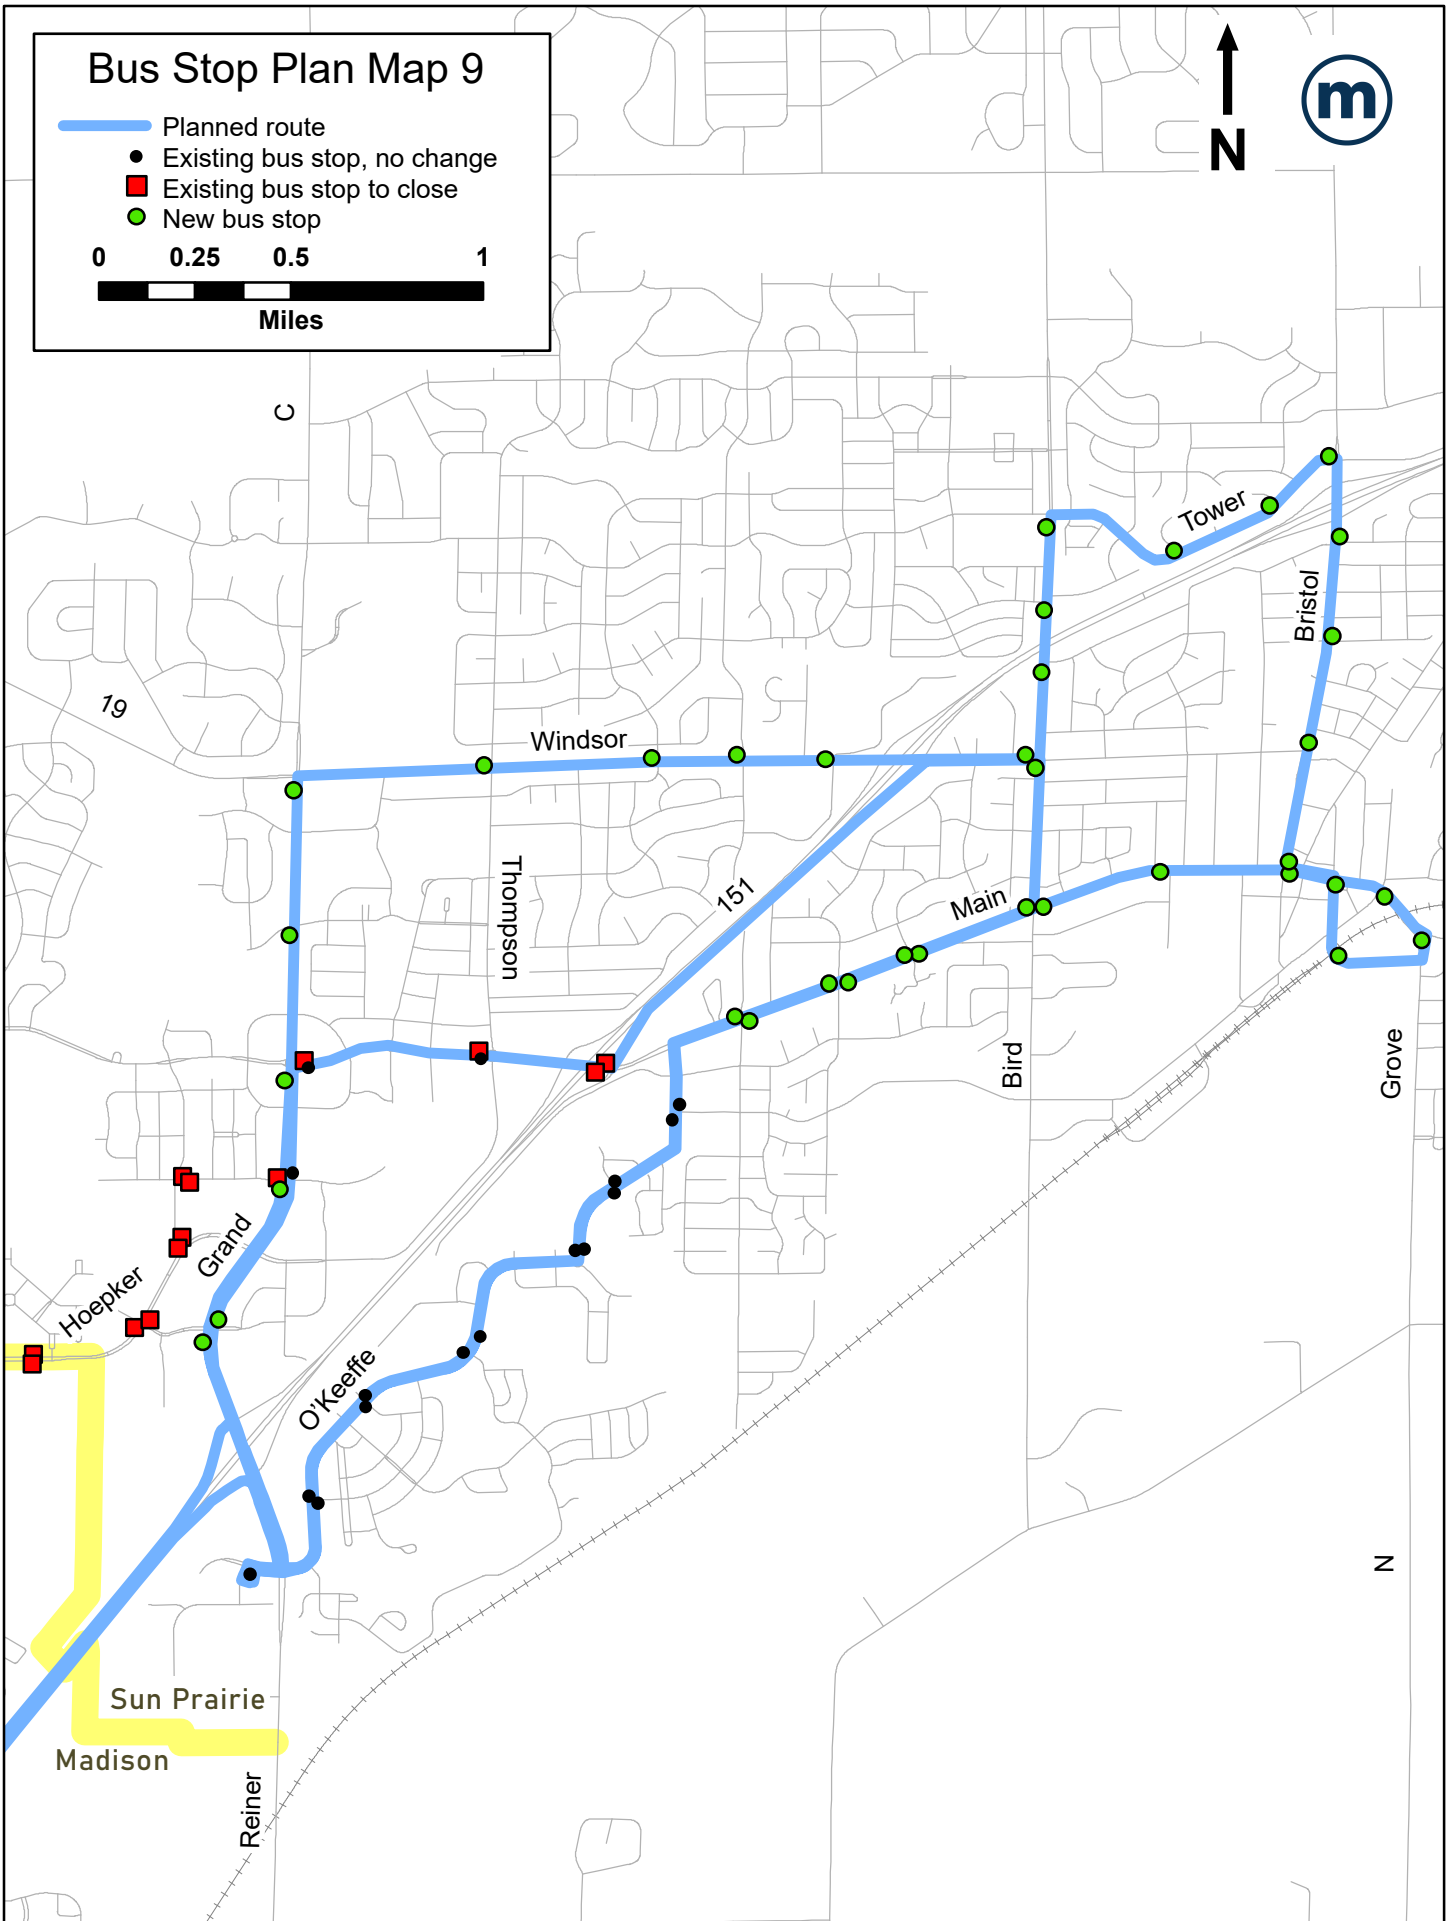 Bus Stop Plan Map 9
Planned route
Existing bus stop, no change
Existing bus stop to close
New bus stop
0 0.25 0.5 1
Miles
N
m
C
Tower
Bristol
19
Windsor
Thompson
151
Main
Bird
Grove
Grand
Hoepker
O'Keeffe
N
Sun Prairie
Madison
Reiner